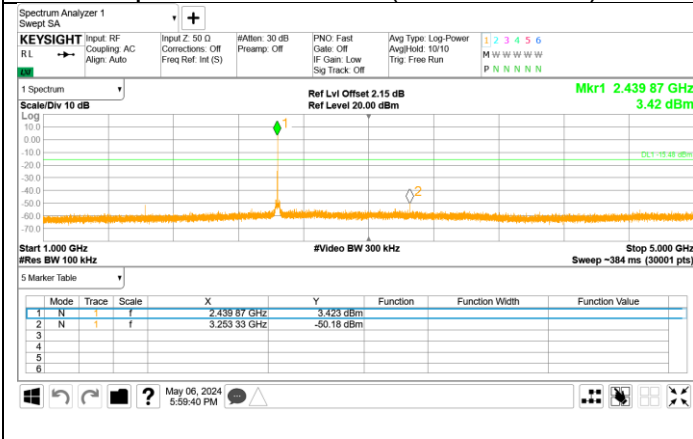 Spectrum Analyzer 1
Swept SA
KEYSIGHT Input: RF Input Z: 50 Ω #Atten: 30 dB PNO: Fast Avg Type: Log-Power 1 2 3 4 5 6
RL Coupling: AC Corrections: Off Preamp: Off Gate: Off Avg|Hold: 10/10 M W W W W W
Align: Auto Freq Ref: Int (S) IF Gain: Low Trig: Free Run
Sig Track: Off P N N N N N
1 Spectrum Ref Lvl Offset 2.15 dB Mkr1 2.439 87 GHz
Scale/Div 10 dB Ref Level 20.00 dBm 3.42 dBm
Log
10.0 1
0.00
-10.0
-20.0
-30.0
-40.0 2
-50.0
-60.0
-70.0
Start 1.000 GHz #Video BW 300 kHz Stop 5.000 GHz
#Res BW 100 kHz Sweep ~384 ms (30001 pts)
5 Marker Table
Mode Trace Scale X Y Function Function Width Function Value
1 N 1 f 2.439 87 GHz 3.423 dBm
2 N 1 f 3.253 33 GHz -50.18 dBm
3
4
5
6
? May 06, 2024
5:59:40 PM